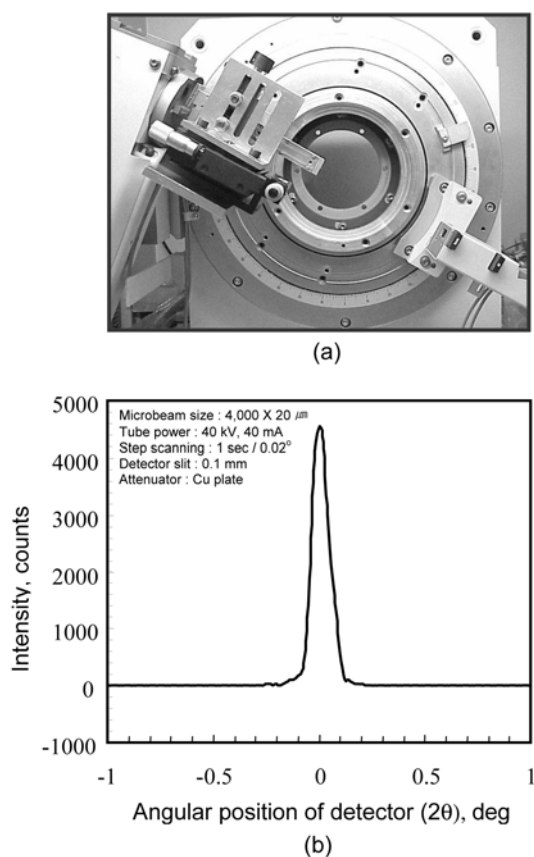 (a)
5000
4000
3000
2000
1000
0
-1000
Intensity, counts
Microbeam size : 4,000 X 20 ㎛
Tube power : 40 kV, 40 mA
Step scanning : 1 sec / 0.02°
Detector slit : 0.1 mm
Attenuator : Cu plate
-1 -0.5 0 0.5 1
Angular position of detector (2θ), deg
(b)